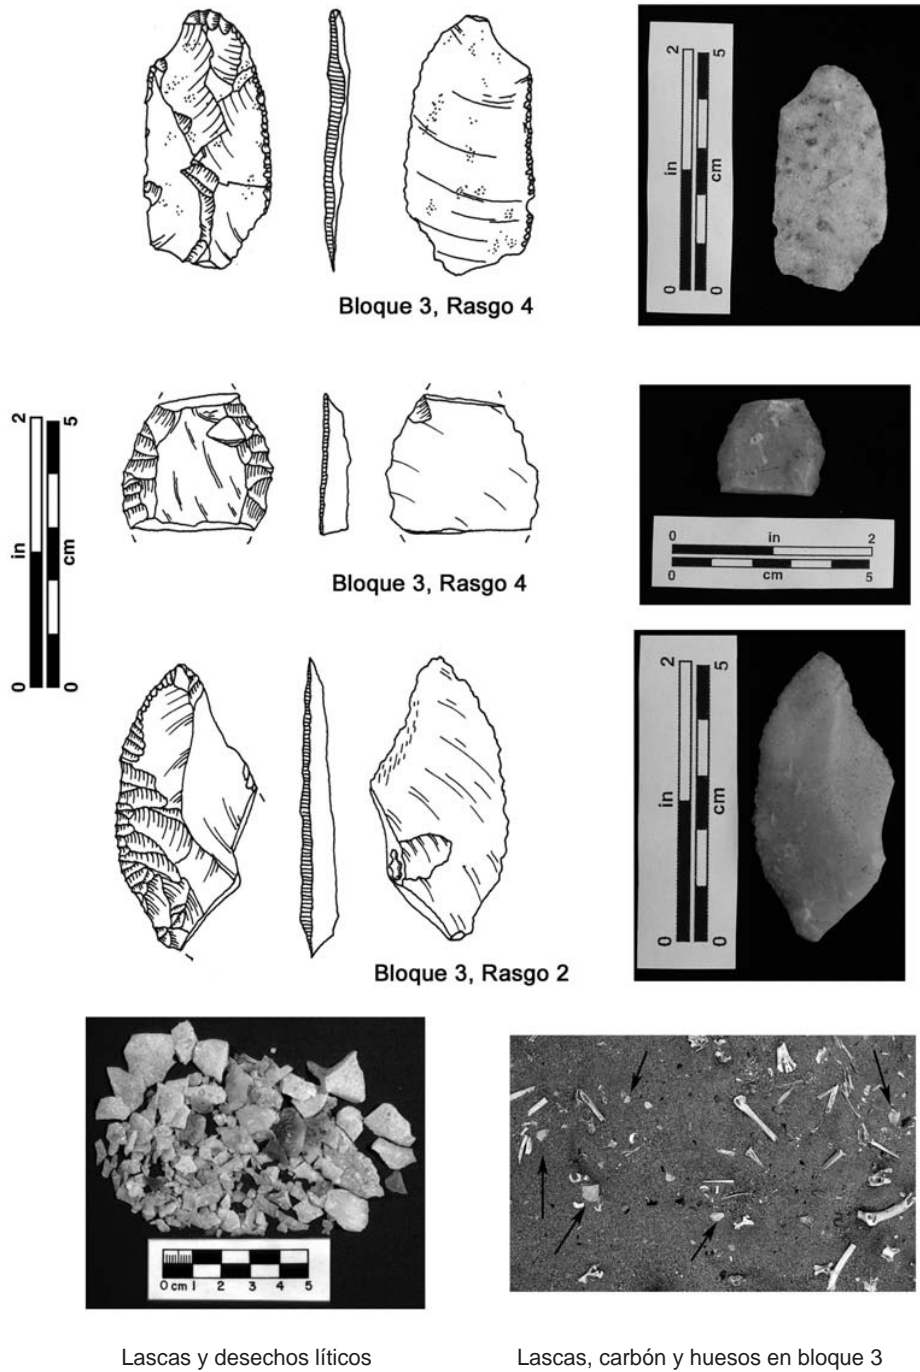 2
5
in
cm
0
0
Bloque 3, Rasgo 4
2
5
in
cm
0
0
0 in 2
0 cm 5
Bloque 3, Rasgo 4
2
5
in
cm
0
0
Bloque 3, Rasgo 2
0 cm 1 2 3 4 5
Lascas y desechos líticos
Lascas, carbón y huesos en bloque 3